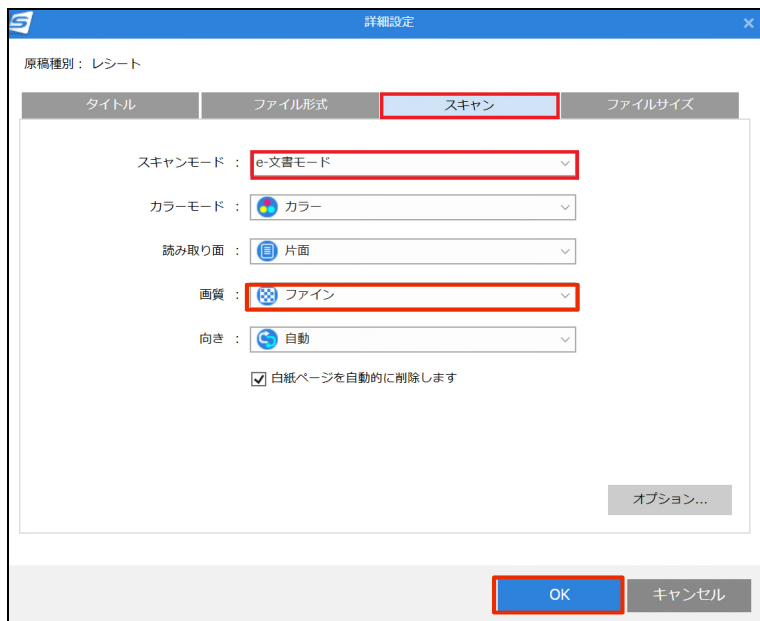 詳細設定
原稿種別： レシート
タイトル ファイル形式 スキャン ファイルサイズ
スキャンモード ： e-文書モード
カラーモード ： カラー
読み取り面 ： 片面
画質 ： ファイン
向き ： 自動
白紙ページを自動的に削除します
オプション...
OK キャンセル